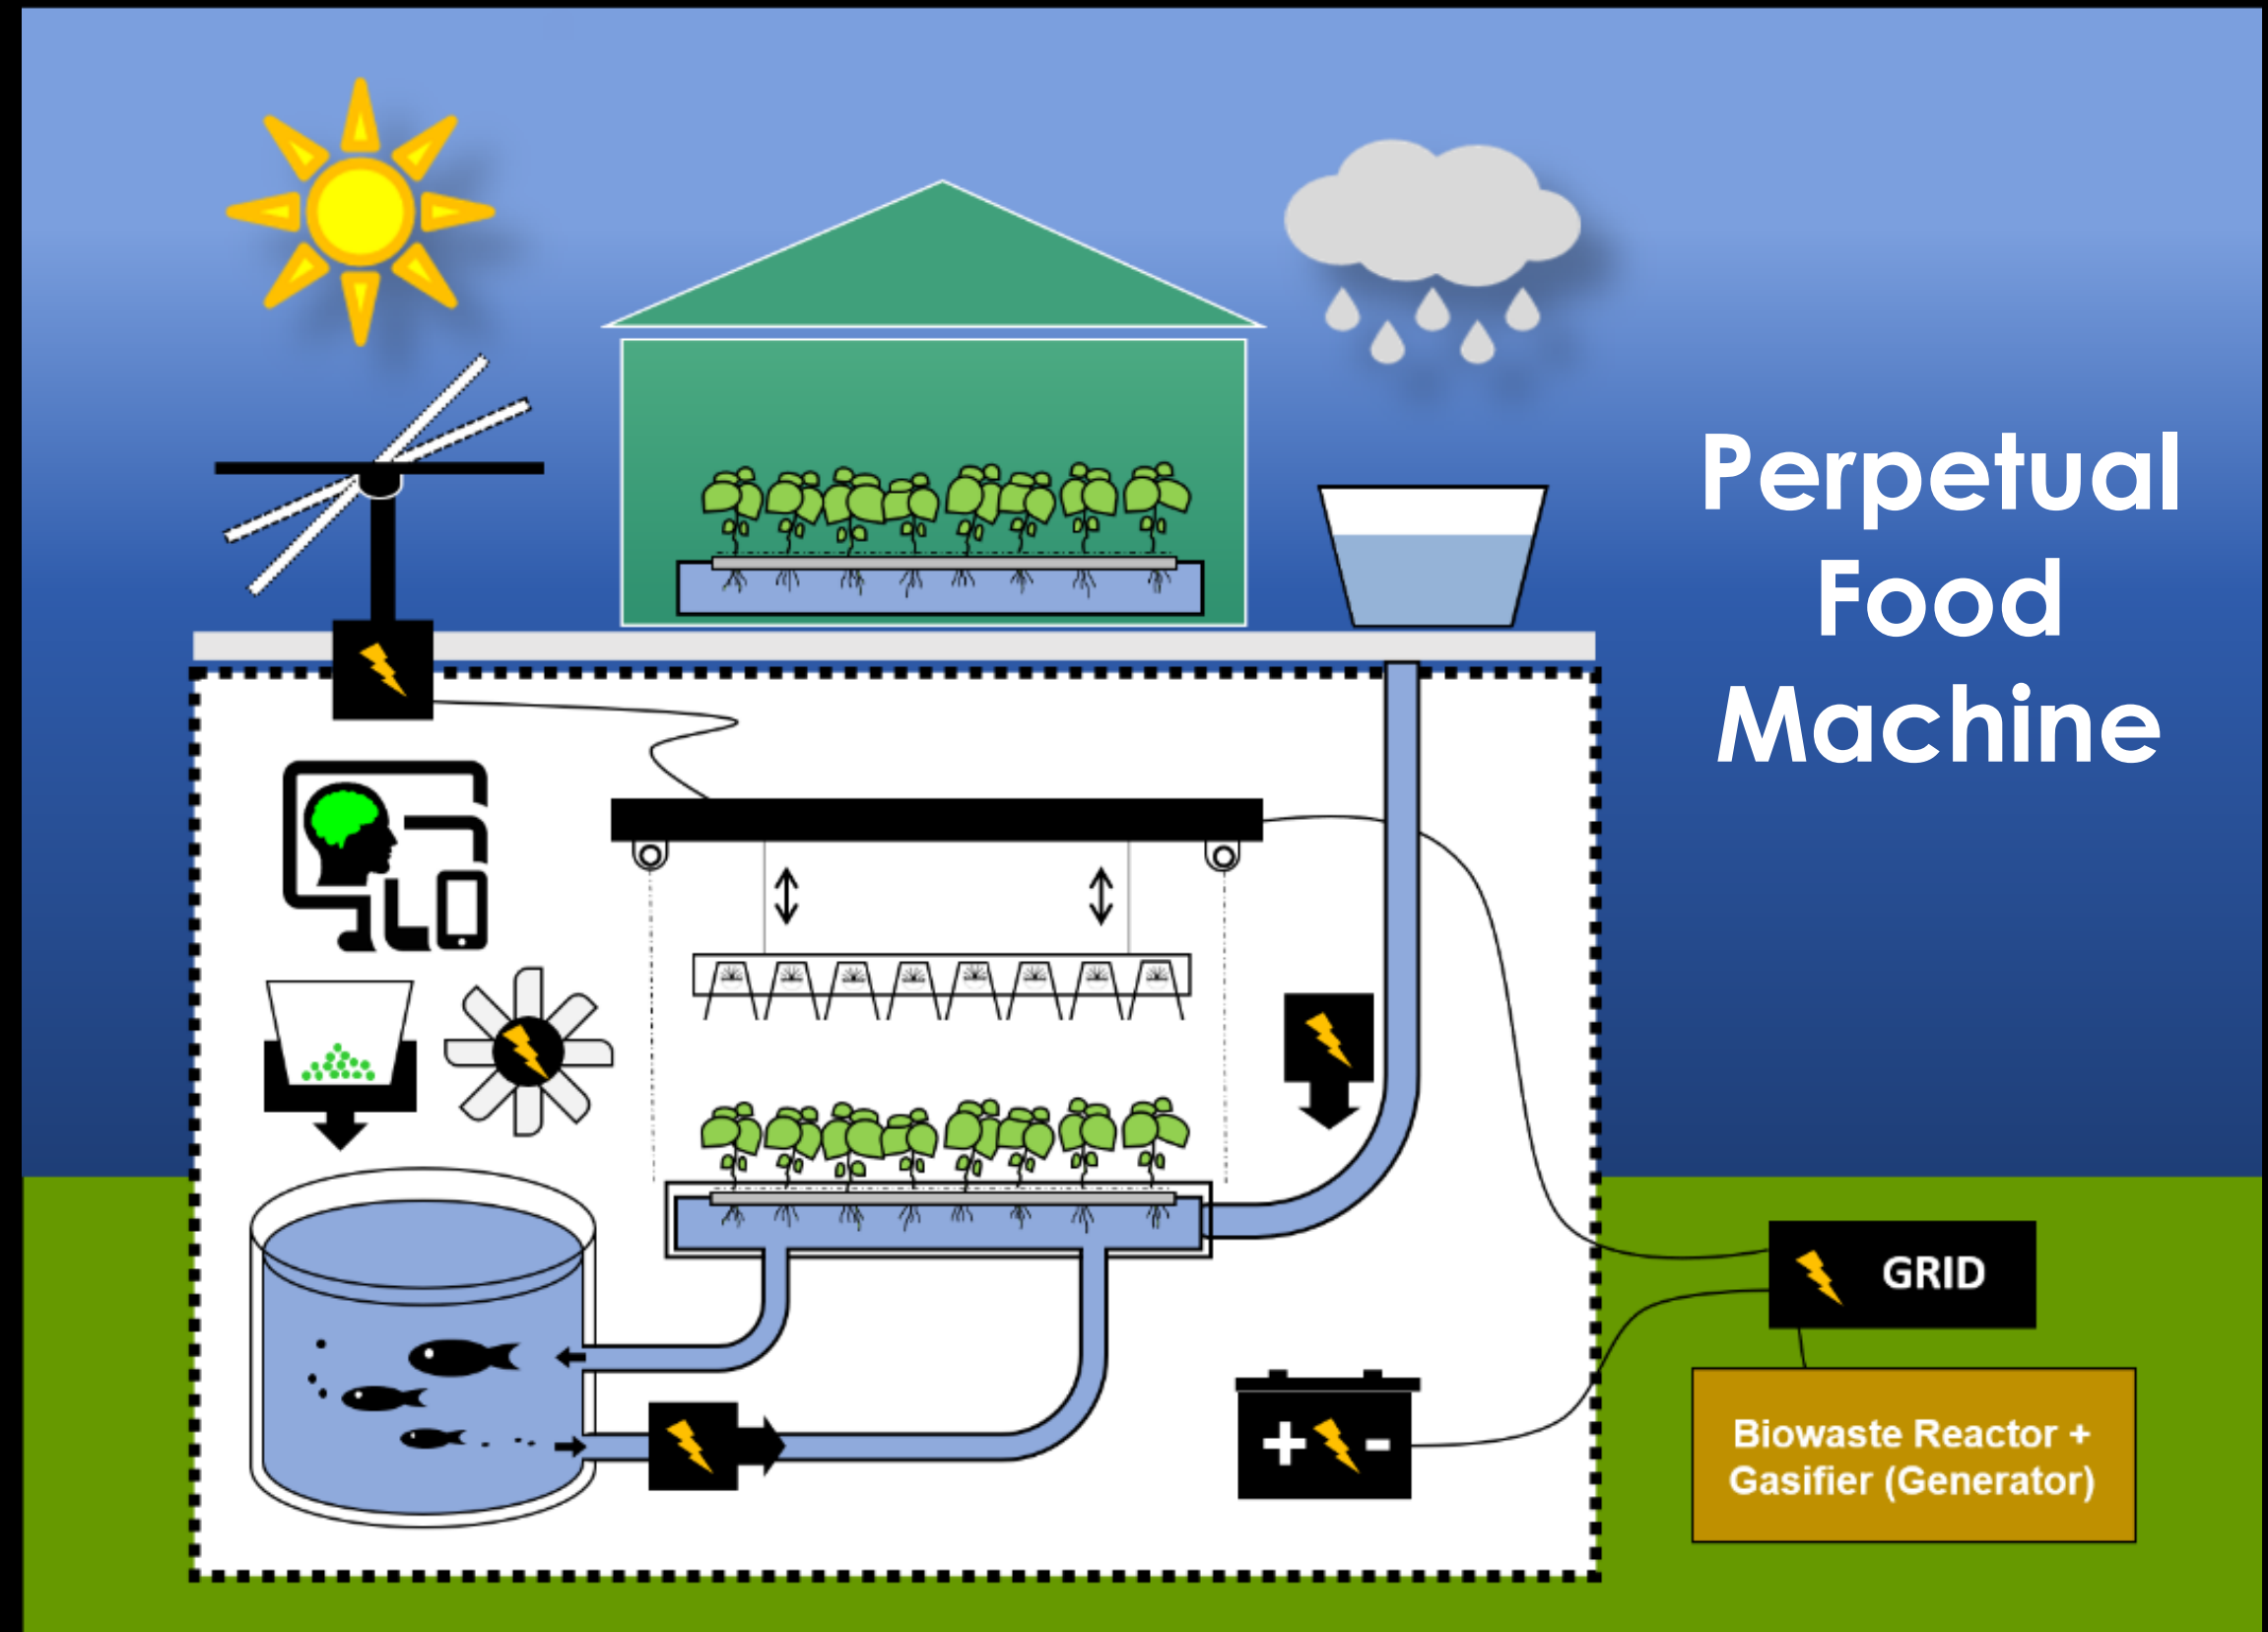 Perpetual
Food
Machine
GRID
Biowaste Reactor +
Gasifier (Generator)
+ -